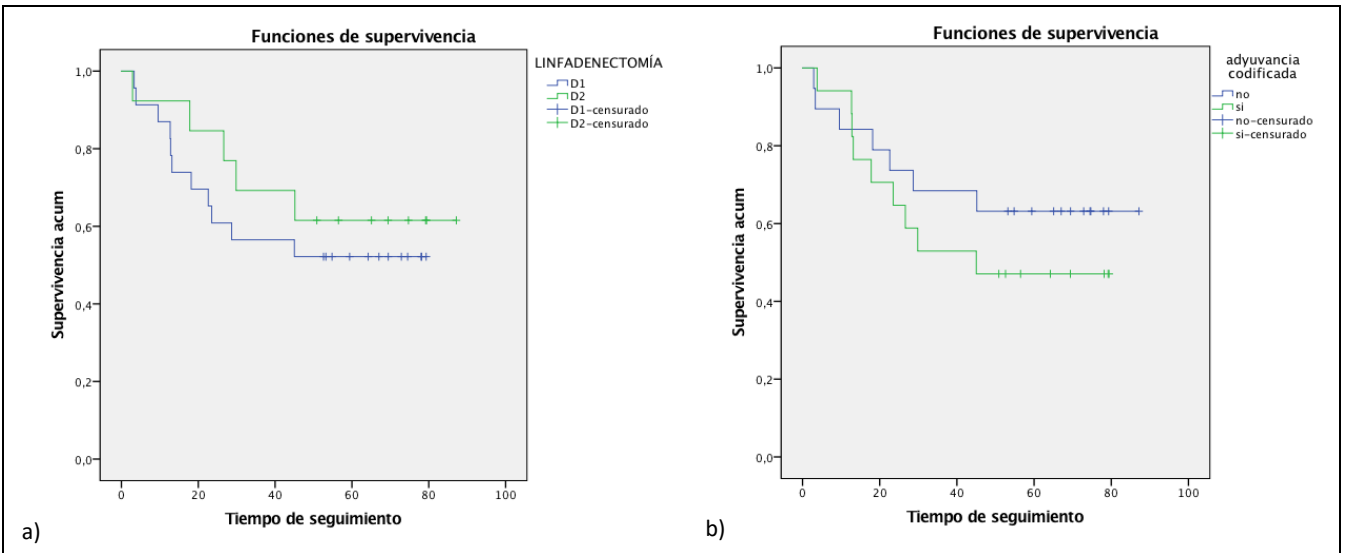 Funciones de supervivencia
LINFADENECTOMÍA
D1
D2
D1-censurado
D2-censurado
Supervivencia acum
1,0
0,8
0,6
0,4
0,2
0,0
0 20 40 60 80 100
Tiempo de seguimiento
a)
Funciones de supervivencia
adyuvancia
codificada
no
si
no-censurado
si-censurado
Supervivencia acum
1,0
0,8
0,6
0,4
0,2
0,0
0 20 40 60 80 100
Tiempo de seguimiento
b)